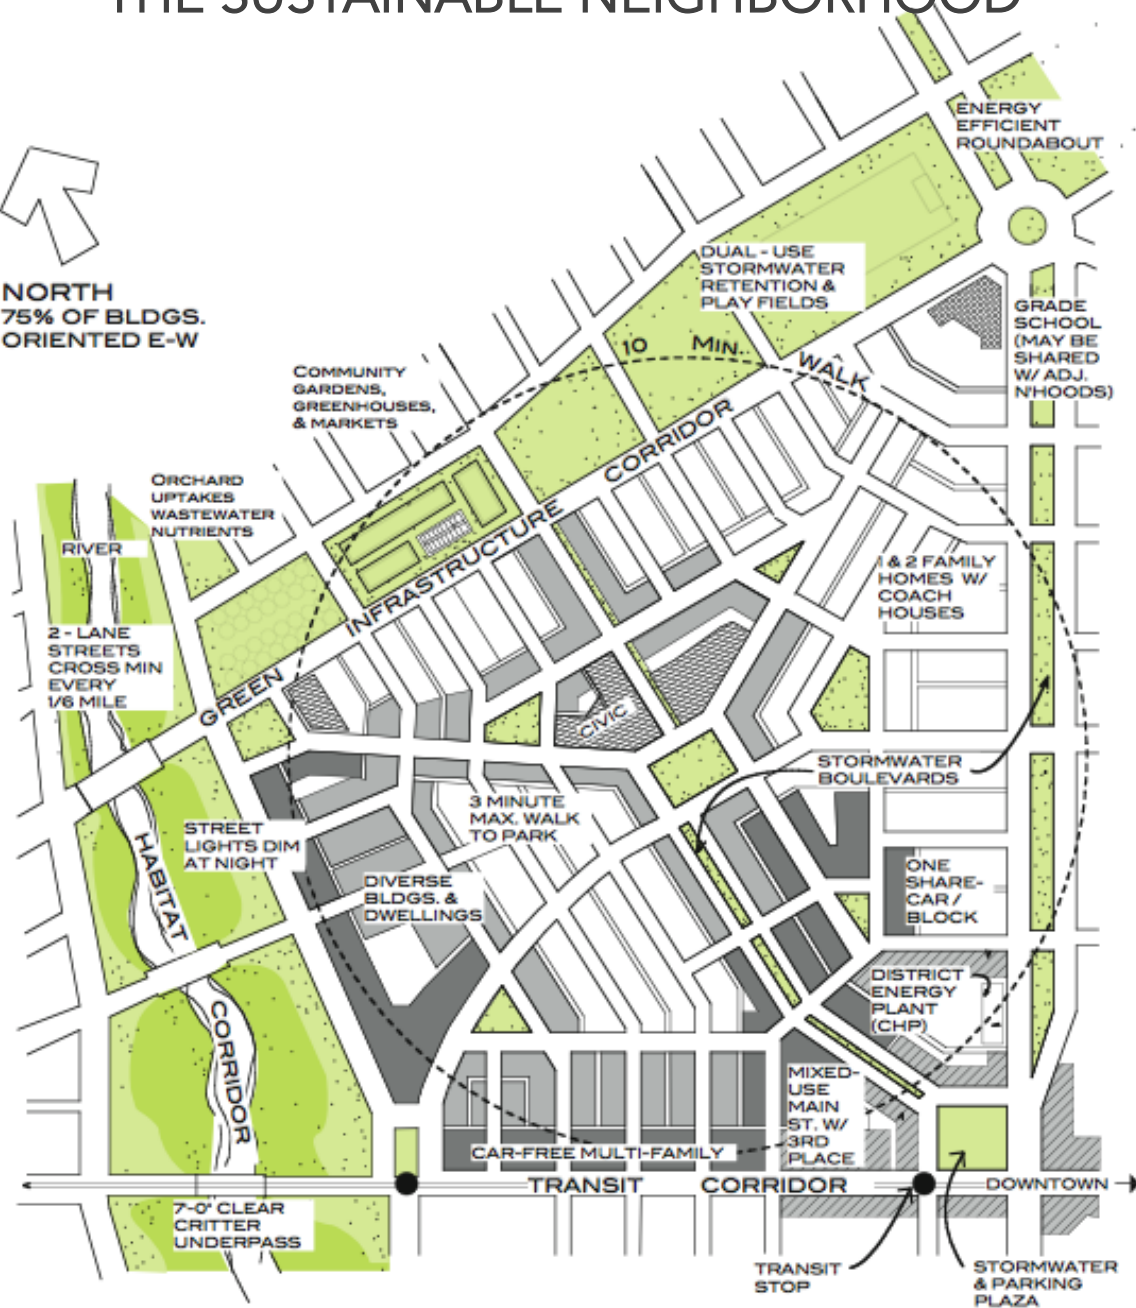 THE SUSTAINABLE NEIGHBORHOOD
ENERGY
EFFICIENT
ROUNDABOUT
NORTH
75% OF BLDGS.
ORIENTED E-W
DUAL - USE
STORMWATER
RETENTION &
PLAY FIELDS
GRADE
SCHOOL
(MAY BE
SHARED
W/ ADJ.
N'HOODS)
10 MIN. WALK
COMMUNITY
GARDENS,
GREENHOUSES,
& MARKETS
ORCHARD
UPTAKES
WASTEWATER
NUTRIENTS
GREEN INFRASTRUCTURE CORRIDOR
RIVER
1 & 2 FAMILY
HOMES W/
COACH
HOUSES
2 - LANE
STREETS
CROSS MIN
EVERY
1/6 MILE
CIVIC
STORMWATER
BOULEVARDS
3 MINUTE
MAX. WALK
TO PARK
STREET
LIGHTS DIM
AT NIGHT
HABITAT CORRIDOR
DIVERSE
BLDGS. &
DWELLINGS
ONE
SHARE-
CAR /
BLOCK
DISTRICT
ENERGY
PLANT
(CHP)
MIXED-
USE
MAIN
ST. W/
3RD
PLACE
CAR-FREE MULTI-FAMILY
TRANSIT CORRIDOR
DOWNTOWN
7'-0" CLEAR
CRITTER
UNDERPASS
TRANSIT
STOP
STORMWATER
& PARKING
PLAZA